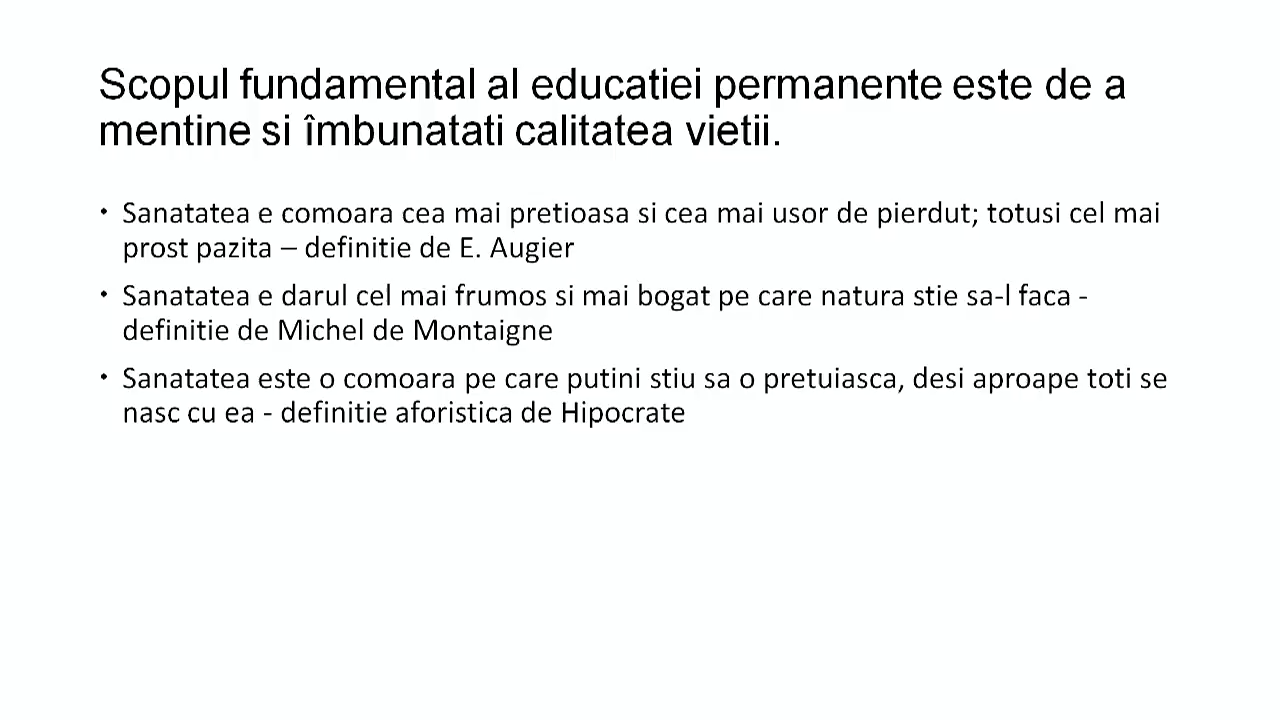 Scopul fundamental al educatiei permanente este de a
mentine si îmbunatati calitatea vietii.
• Sanatatea e comoara cea mai pretioasa si cea mai usor de pierdut; totusi cel mai
prost pazita – definitie de E. Augier
• Sanatatea e darul cel mai frumos si mai bogat pe care natura stie sa-l faca -
definitie de Michel de Montaigne
• Sanatatea este o comoara pe care putini stiu sa o pretuiasca, desi aproape toti se
nasc cu ea - definitie aforistica de Hipocrate